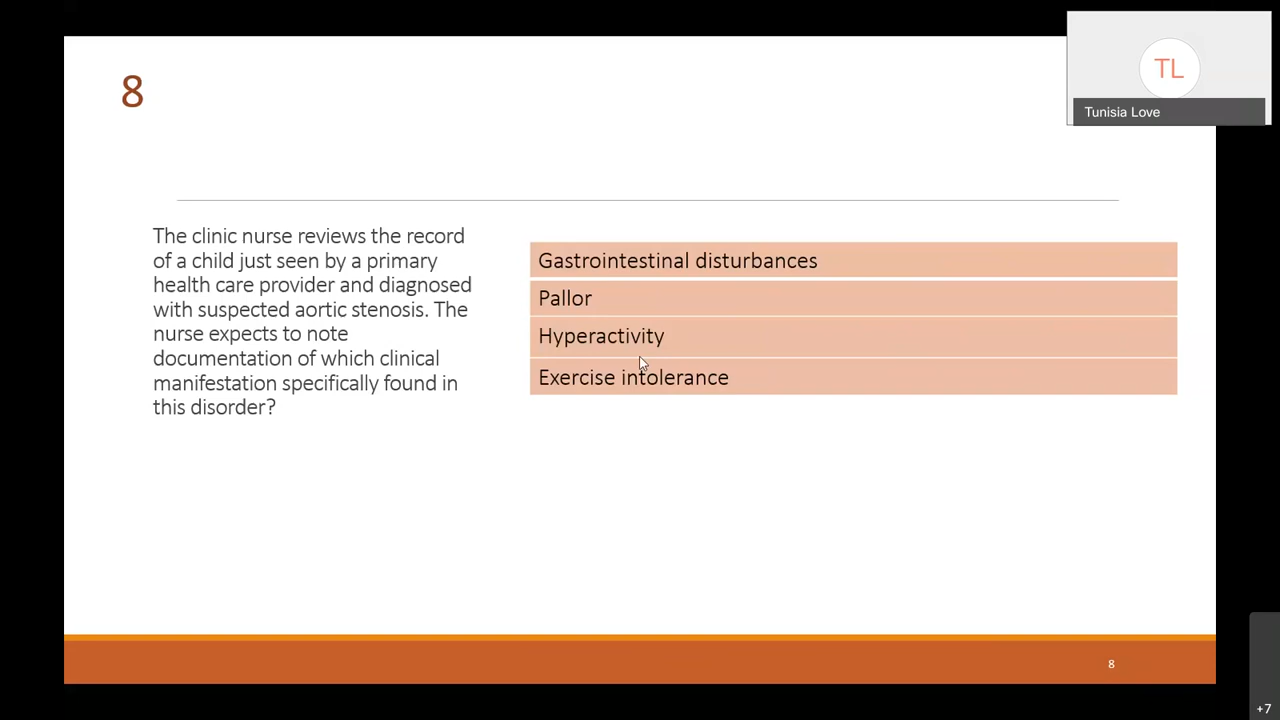 8
TL
Tunisia Love
The clinic nurse reviews the record
of a child just seen by a primary
health care provider and diagnosed
with suspected aortic stenosis. The
nurse expects to note
documentation of which clinical
manifestation specifically found in
this disorder?
Gastrointestinal disturbances
Pallor
Hyperactivity
Exercise intolerance
8
+7